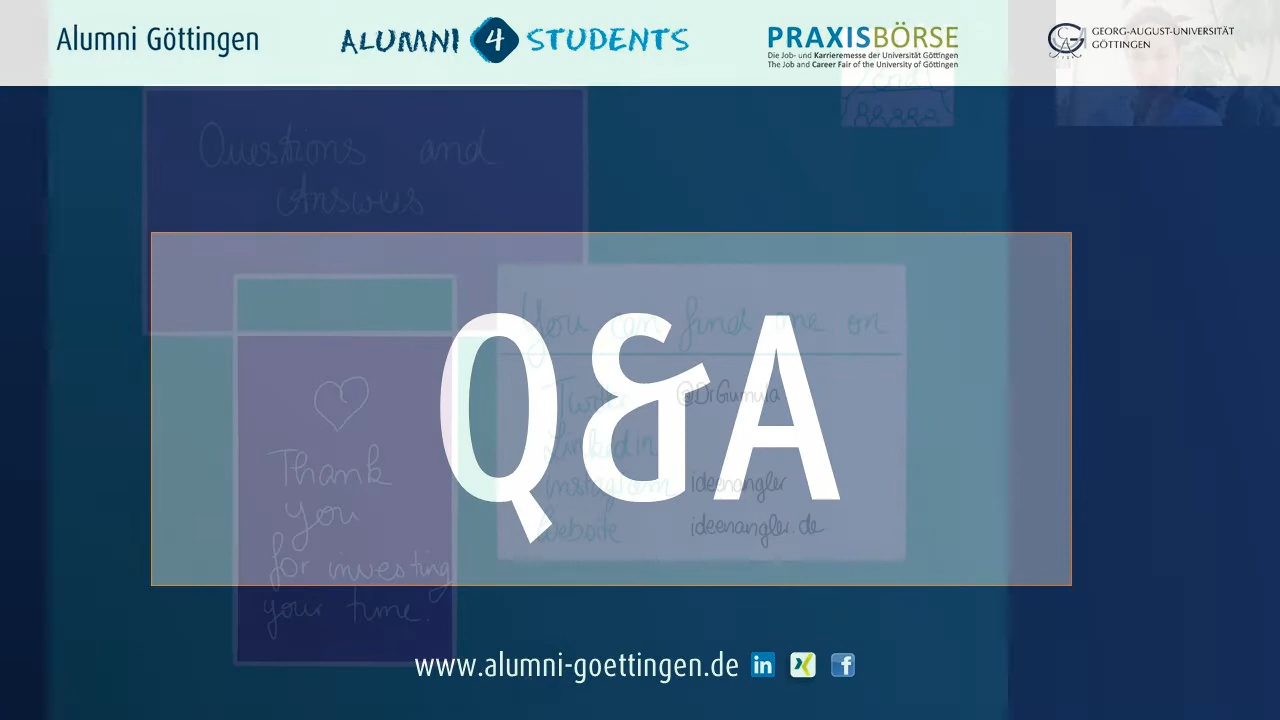 Alumni Göttingen
ALUMNI 4 STUDENTS
PRAXISBÖRSE
Die Job- und Karrieremesse der Universität Göttingen
The Job and Career Fair of the University of Göttingen
GEORG-AUGUST-UNIVERSITÄT
GÖTTINGEN
Questions and
Answers
Q&A
You can find me on
Twitter @DrGumula
LinkedIn
instagram ideenangler
Website ideenangler.de
Thank
you
for investing
your time.
www.alumni-goettingen.de